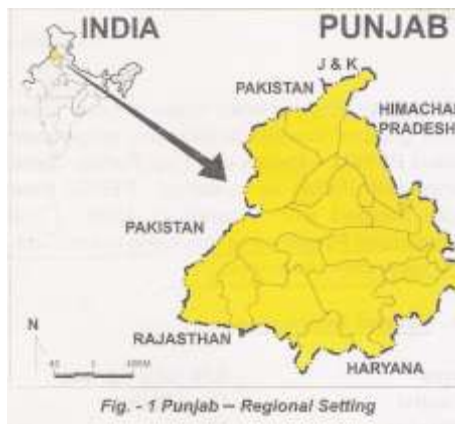 INDIA
PUNJAB
J & K
PAKISTAN
HIMACHAL
PRADESH
PAKISTAN
N
RAJASTHAN
HARYANA
Fig. - 1 Punjab – Regional Setting